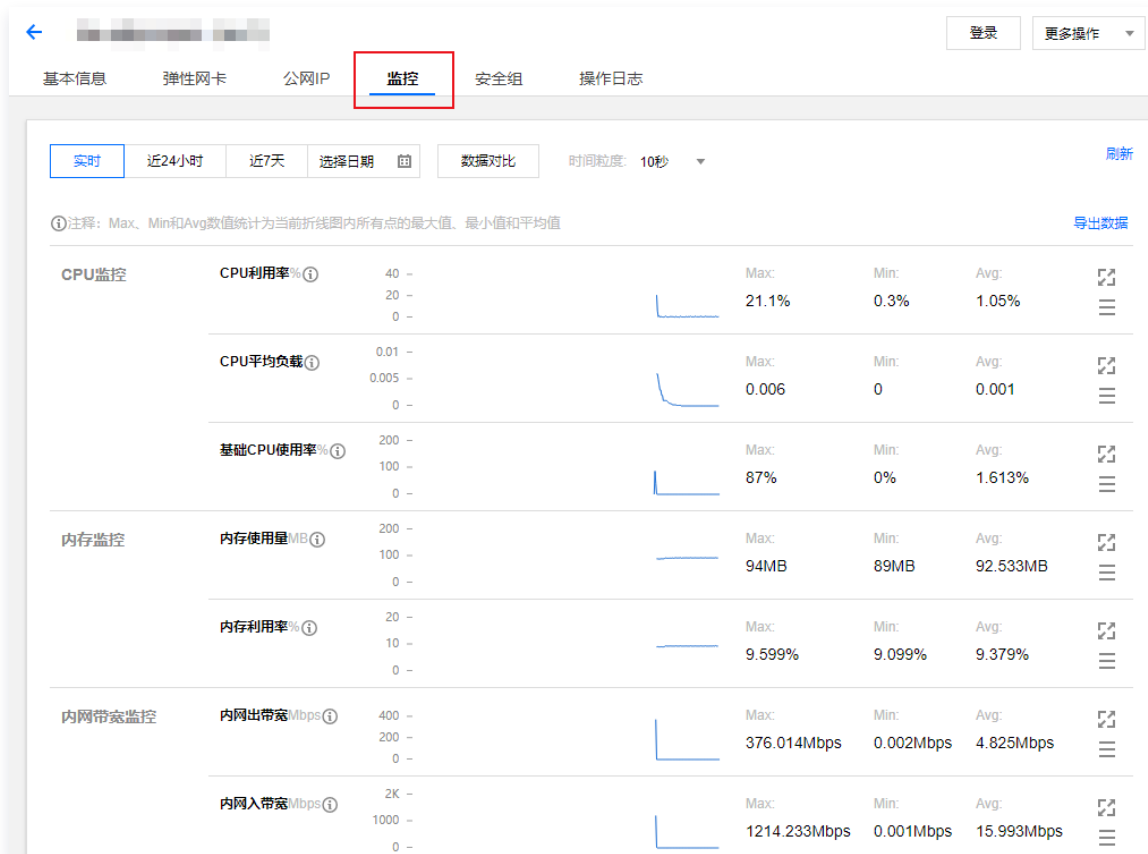 登录 更多操作
基本信息 弹性网卡 公网IP 监控 安全组 操作日志
实时 近24小时 近7天 选择日期 数据对比 时间粒度: 10秒 刷新
注释: Max、Min和Avg数值统计为当前折线图内所有点的最大值、最小值和平均值 导出数据
CPU监控 CPU利用率% 40 Max: Min: Avg:
20 21.1% 0.3% 1.05%
0
CPU平均负载 0.01 Max: Min: Avg:
0.005 0.006 0 0.001
0
基础CPU使用率% 200 Max: Min: Avg:
100 87% 0% 1.613%
0
内存监控 内存使用量MB 200 Max: Min: Avg:
100 94MB 89MB 92.533MB
0
内存利用率% 20 Max: Min: Avg:
10 9.599% 9.099% 9.379%
0
内网带宽监控 内网出带宽Mbps 400 Max: Min: Avg:
200 376.014Mbps 0.002Mbps 4.825Mbps
0
内网入带宽Mbps 2K Max: Min: Avg:
1000 1214.233Mbps 0.001Mbps 15.993Mbps
0